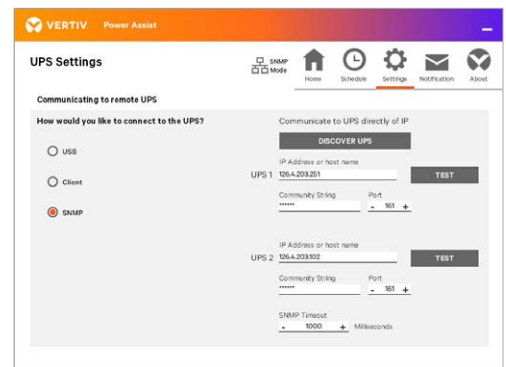 VERTIV. Power Assist
UPS Settings
SNMP Mode
Home Schedule Settings Notification About
Communicating to remote UPS
How would you like to connect to the UPS?
USB
Client
SNMP
Communicate to UPS directly of IP
DISCOVER UPS
IP Address or host name
UPS 1 126.4.203.251 TEST
Community String Port
****** - 161 +
IP Address or host name
UPS 2 126.4.203.102 TEST
Community String Port
****** - 161 +
SNMP Timeout
- 1000 + Milliseconds